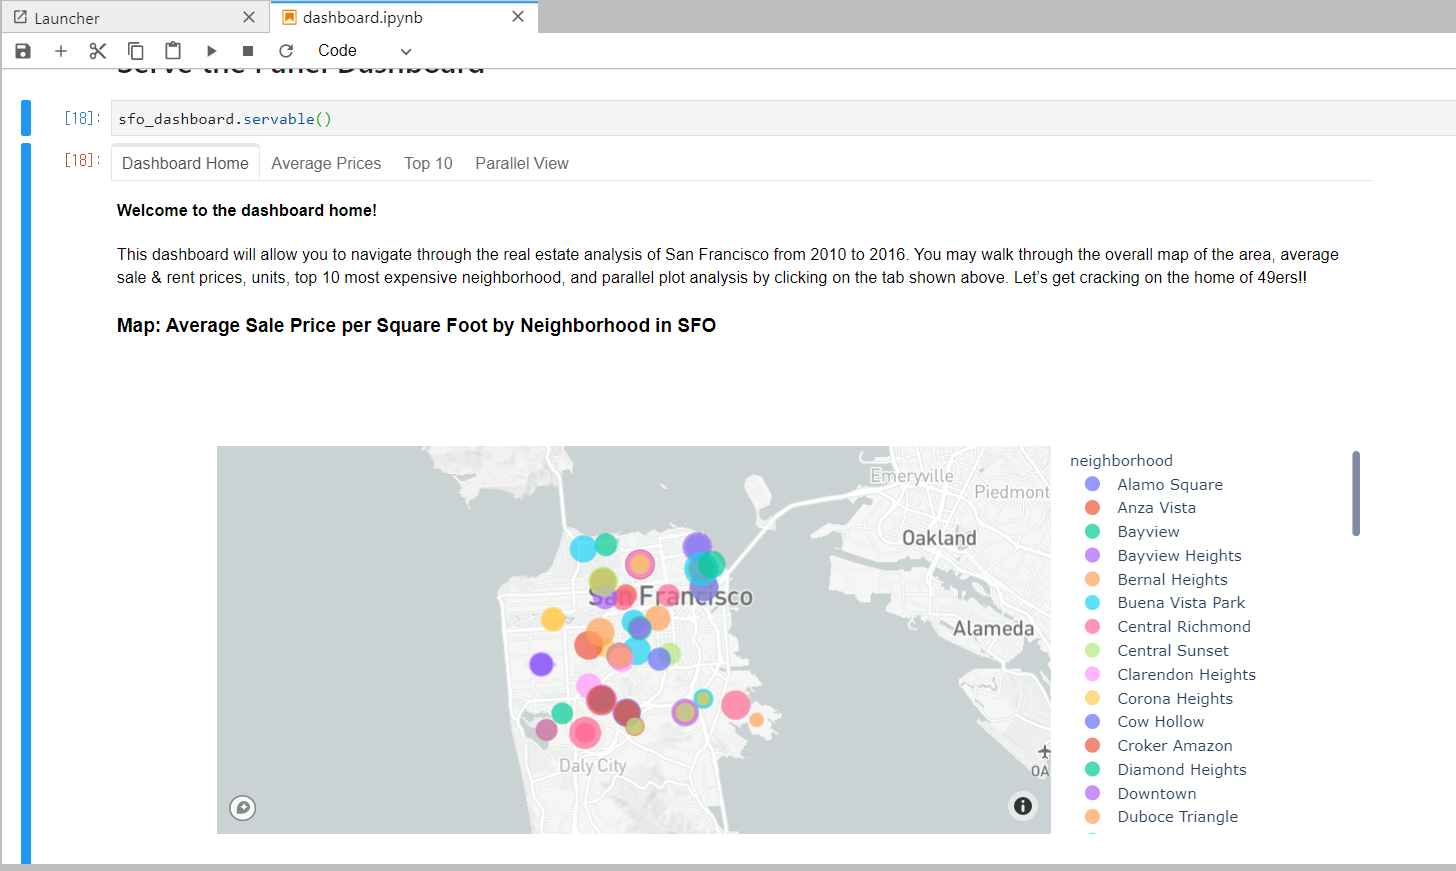 Launcher
dashboard.ipynb
Code
Serve the Panel Dashboard
[18]:
sfo_dashboard.servable()
[18]:
Dashboard Home
Average Prices
Top 10
Parallel View
Welcome to the dashboard home!
This dashboard will allow you to navigate through the real estate analysis of San Francisco from 2010 to 2016. You may walk through the overall map of the area, average
sale & rent prices, units, top 10 most expensive neighborhood, and parallel plot analysis by clicking on the tab shown above. Let’s get cracking on the home of 49ers!!
Map: Average Sale Price per Square Foot by Neighborhood in SFO
Emeryville
Piedmont
Oakland
San Francisco
Alameda
Daly City
OA
neighborhood
Alamo Square
Anza Vista
Bayview
Bayview Heights
Bernal Heights
Buena Vista Park
Central Richmond
Central Sunset
Clarendon Heights
Corona Heights
Cow Hollow
Croker Amazon
Diamond Heights
Downtown
Duboce Triangle